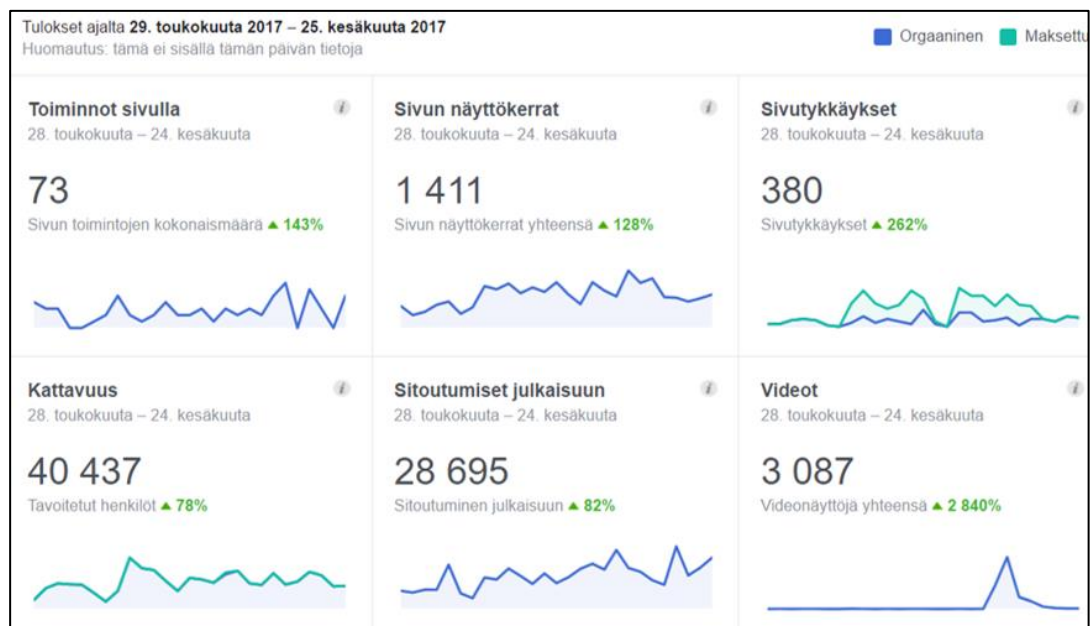 Tulokset ajalta 29. toukokuuta 2017 – 25. kesäkuuta 2017
Huomautus: tämä ei sisällä tämän päivän tietoja
Orgaaninen Maksettu
Toiminnot sivulla
28. toukokuuta – 24. kesäkuuta
73
Sivun toimintojen kokonaismäärä ▲ 143%
Sivun näyttökerrat
28. toukokuuta – 24. kesäkuuta
1 411
Sivun näyttökerrat yhteensä ▲ 128%
Sivutykkäykset
28. toukokuuta – 24. kesäkuuta
380
Sivutykkäykset ▲ 262%
Kattavuus
28. toukokuuta – 24. kesäkuuta
40 437
Tavoitetut henkilöt ▲ 78%
Sitoutumiset julkaisuun
28. toukokuuta – 24. kesäkuuta
28 695
Sitoutuminen julkaisuun ▲ 82%
Videot
28. toukokuuta – 24. kesäkuuta
3 087
Videonäyttöjä yhteensä ▲ 2 840%